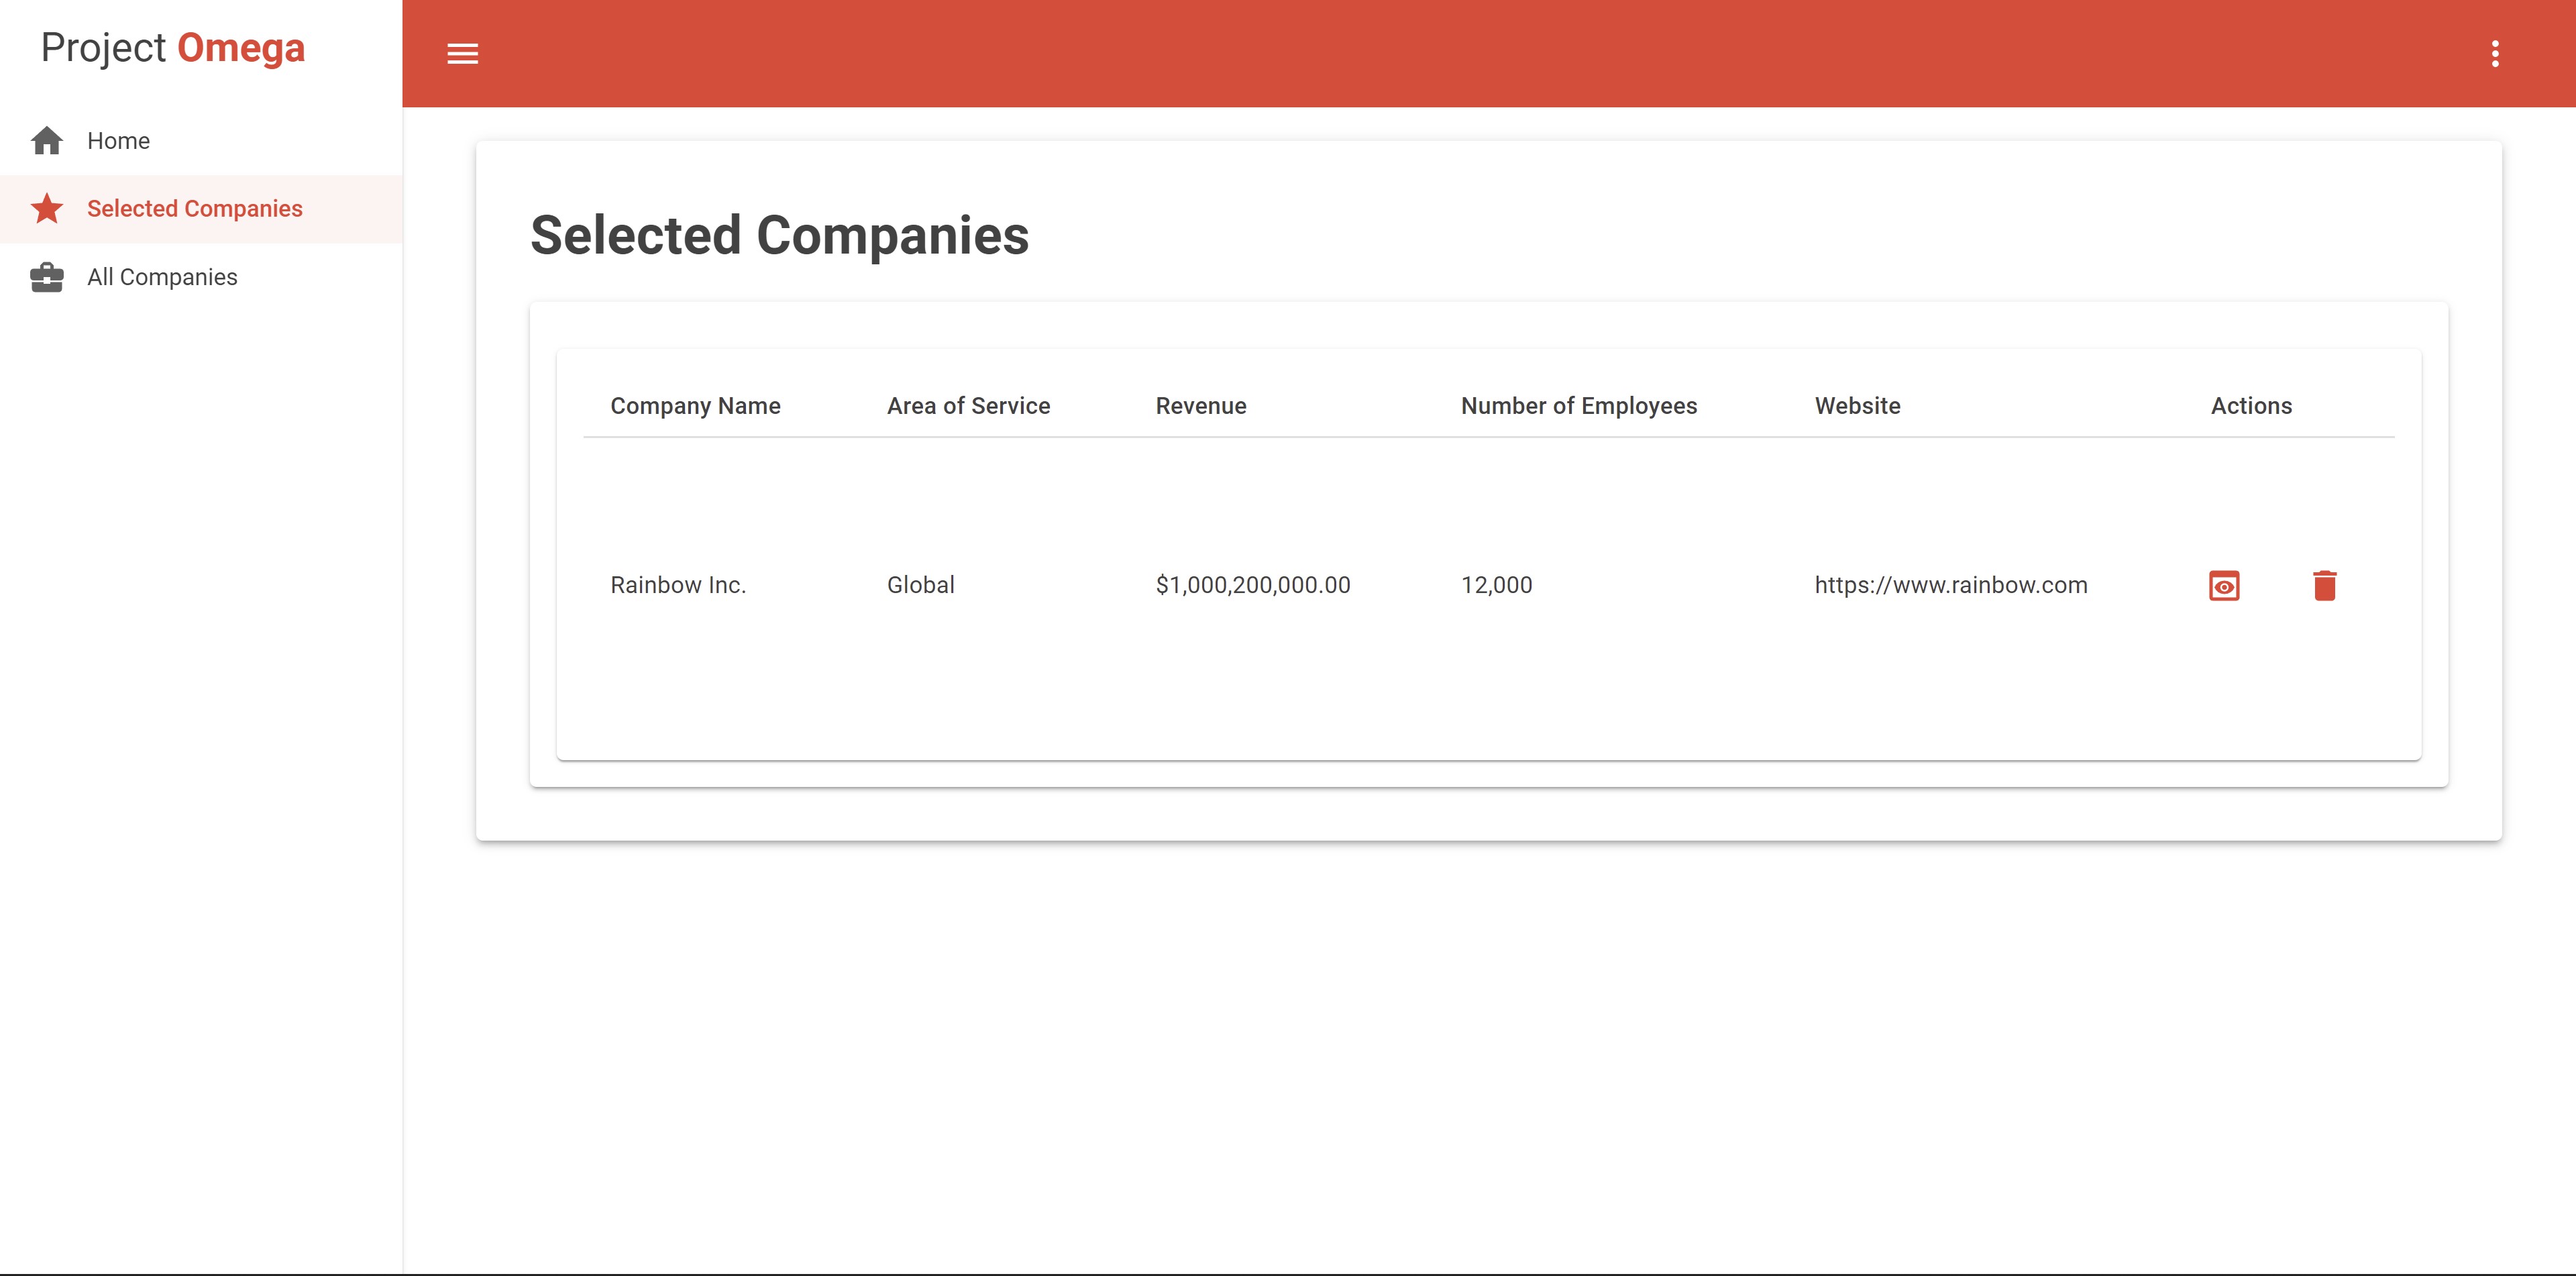 Project Omega
Home
Selected Companies
All Companies
Selected Companies
Company Name Area of Service Revenue Number of Employees Website Actions
Rainbow Inc. Global $1,000,200,000.00 12,000 https://www.rainbow.com